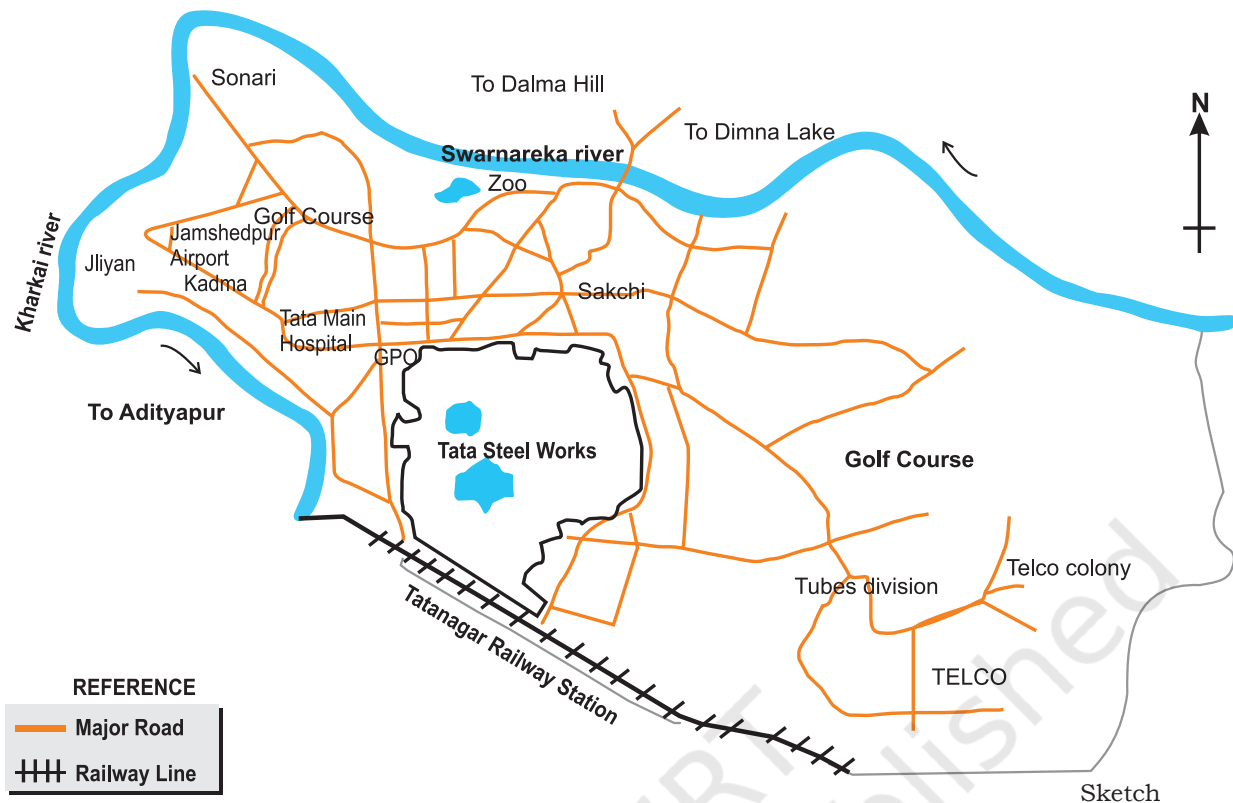 Sonari
To Dalma Hill
N
To Dimna Lake
Swarnareka river
Zoo
Golf Course
Jamshedpur
Airport
Kadma
Jliyan
Kharkai river
Sakchi
Tata Main
Hospital
GPO
To Adityapur
Tata Steel Works
Golf Course
Tubes division
Telco colony
Tatanagar Railway Station
TELCO
REFERENCE
Major Road
Railway Line
Sketch